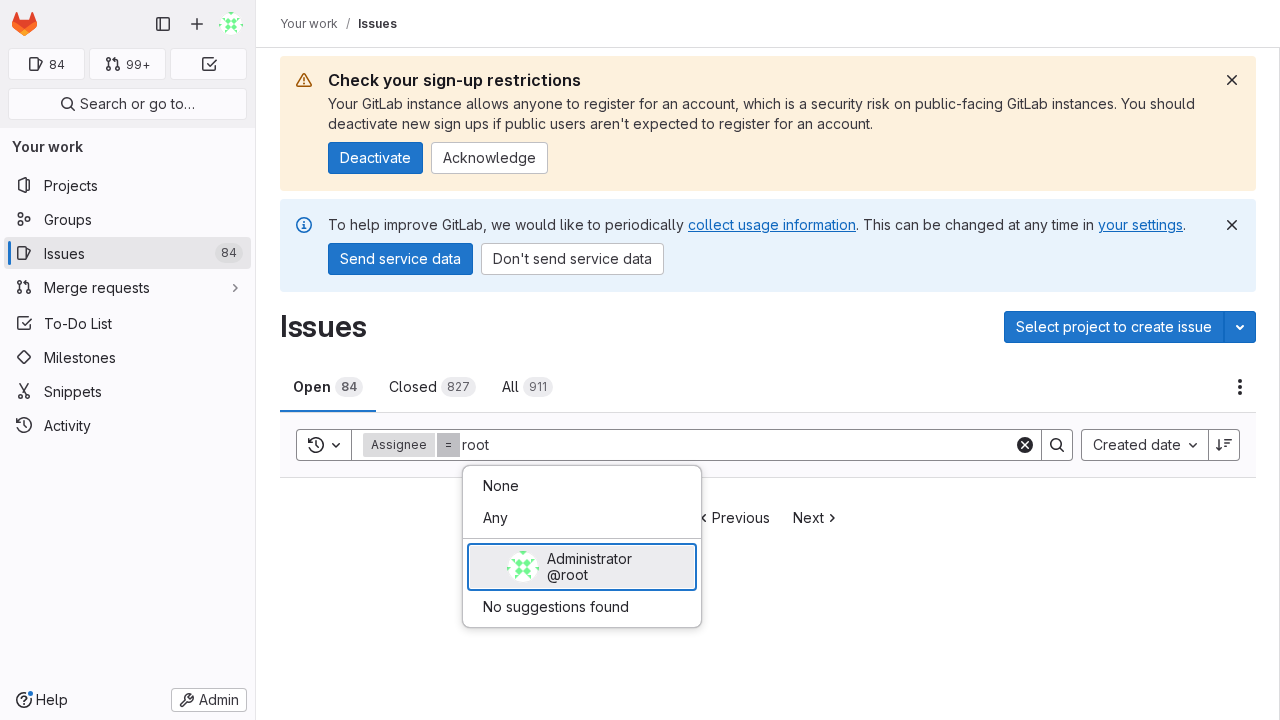 Your work / Issues
84
99+
Search or go to…
Your work
Projects
Groups
Issues 84
Merge requests
To-Do List
Milestones
Snippets
Activity
Help
Admin
Check your sign-up restrictions
Your GitLab instance allows anyone to register for an account, which is a security risk on public-facing GitLab instances. You should
deactivate new sign ups if public users aren't expected to register for an account.
Deactivate
Acknowledge
To help improve GitLab, we would like to periodically collect usage information. This can be changed at any time in your settings.
Send service data
Don't send service data
Issues
Select project to create issue
Open 84
Closed 827
All 911
Assignee = root
Created date
None
Any
Administrator
@root
No suggestions found
Previous
Next